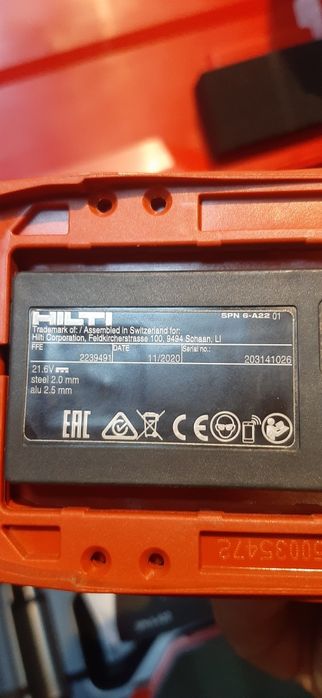 HILTI
SPN 6-A22 01
Trademark of: / Assembled in Switzerland for:
Hilti Corporation, Feldkircherstrasse 100, 9494 Schaan, LI
FFE DATE Serial no.:
2239491 11/2020 203141026
21.6V
steel 2.0 mm
alu 2.5 mm
EAC CE
50035472